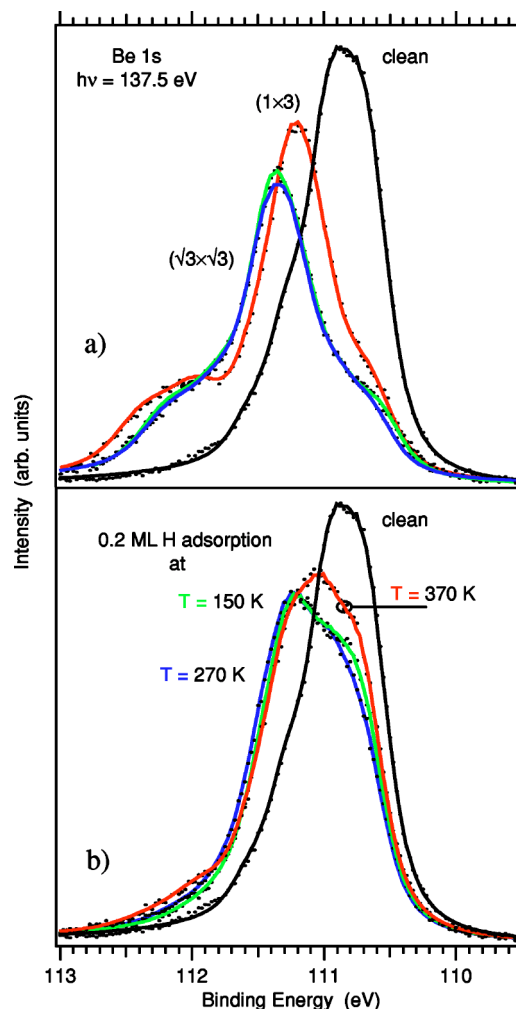 Be 1s
hν = 137.5 eV
clean
(1×3)
(√3×√3)
a)
Intensity (arb. units)
0.2 ML H adsorption
at
clean
T = 150 K
T = 370 K
T = 270 K
b)
113
112
111
110
Binding Energy (eV)